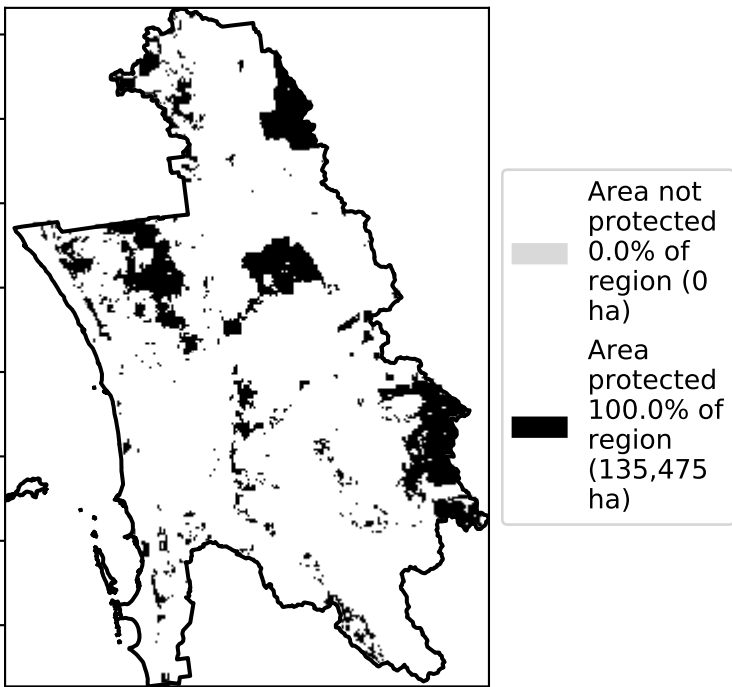 Area not
protected
0.0% of
region (0
ha)
Area
protected
100.0% of
region
(135,475
ha)